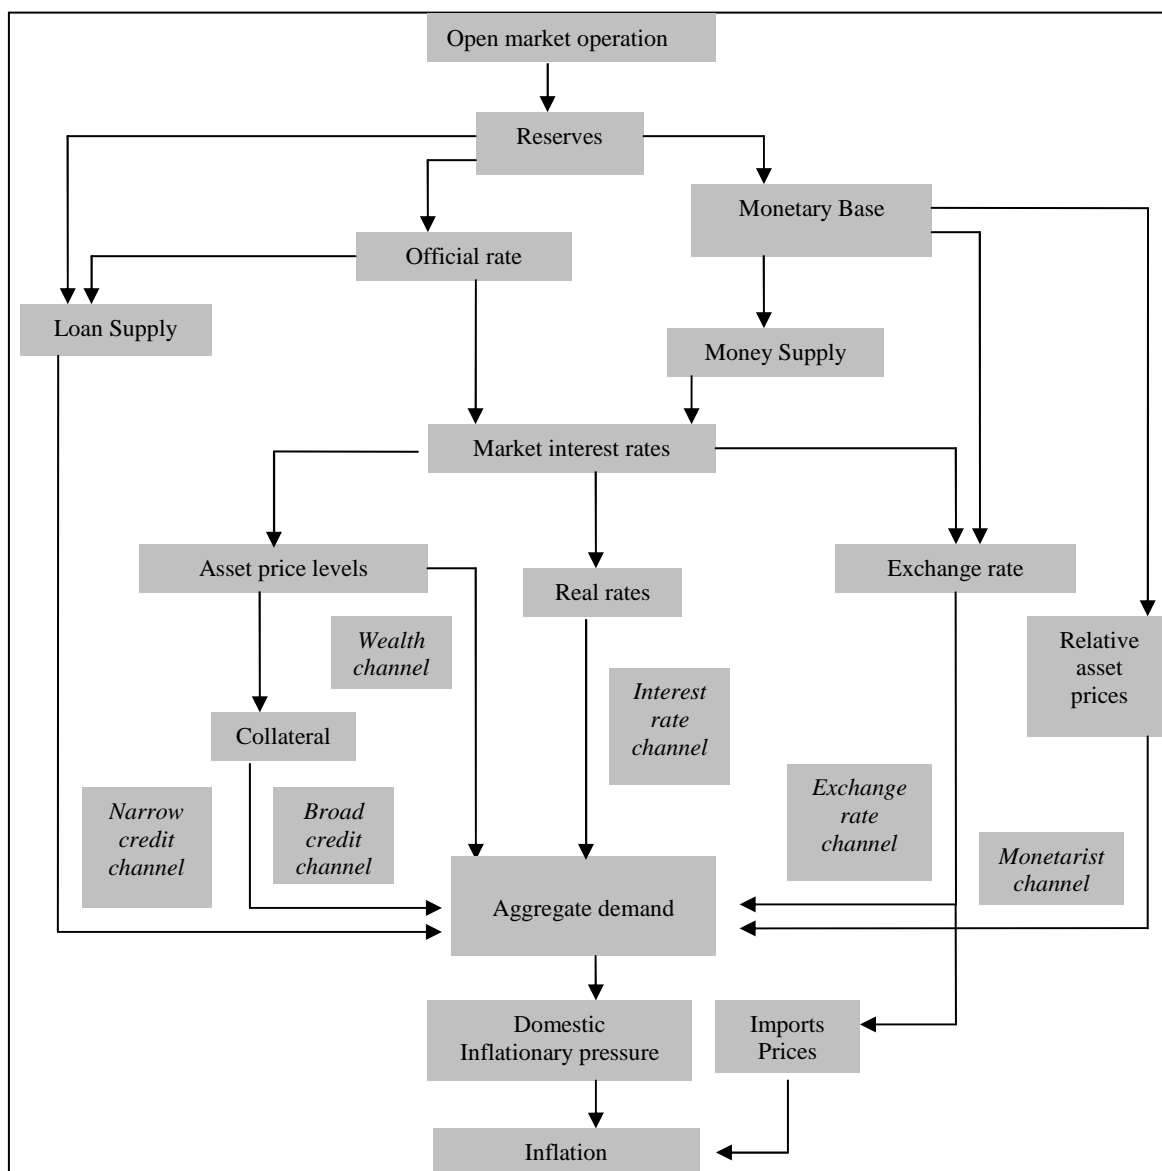 Open market operation
Reserves
Monetary Base
Official rate
Loan Supply
Money Supply
Market interest rates
Asset price levels
Exchange rate
Real rates
Wealth
channel
Relative
asset
prices
Interest
rate
channel
Collateral
Narrow
credit
channel
Broad
credit
channel
Exchange
rate
channel
Monetarist
channel
Aggregate demand
Domestic
Inflationary pressure
Imports
Prices
Inflation